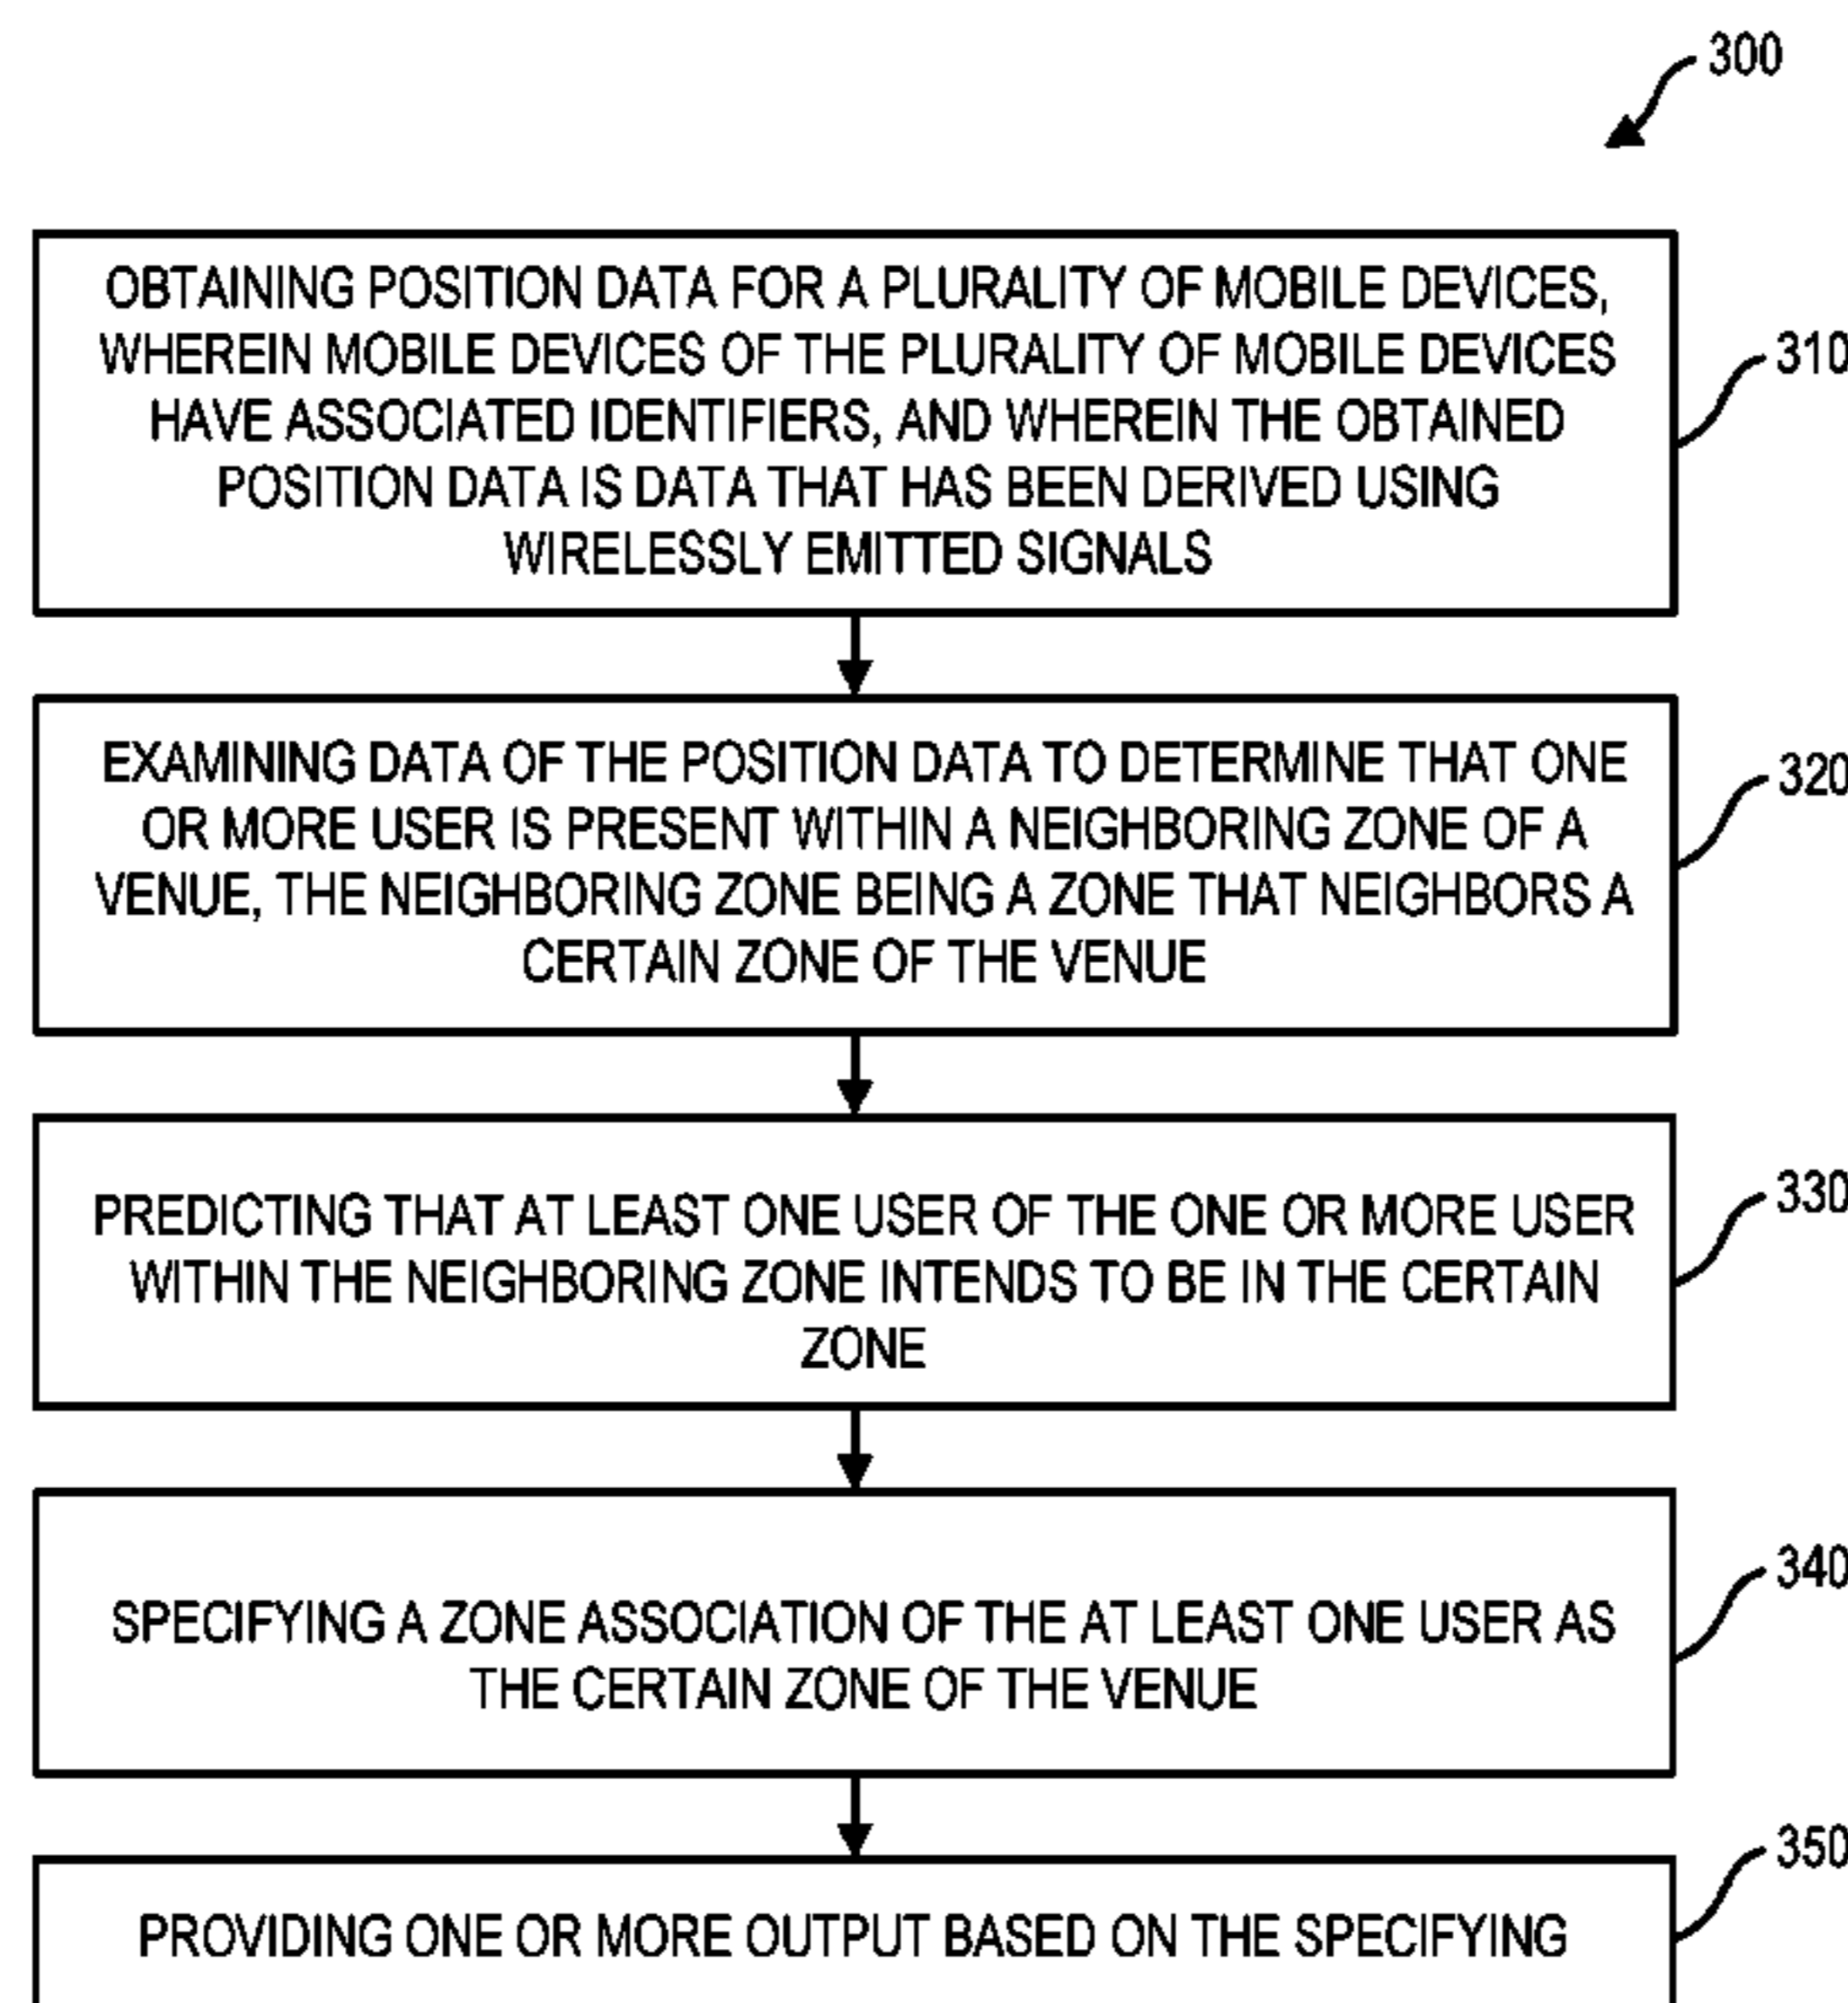 300
OBTAINING POSITION DATA FOR A PLURALITY OF MOBILE DEVICES,
WHEREIN MOBILE DEVICES OF THE PLURALITY OF MOBILE DEVICES
HAVE ASSOCIATED IDENTIFIERS, AND WHEREIN THE OBTAINED
POSITION DATA IS DATA THAT HAS BEEN DERIVED USING
WIRELESSLY EMITTED SIGNALS
310
EXAMINING DATA OF THE POSITION DATA TO DETERMINE THAT ONE
OR MORE USER IS PRESENT WITHIN A NEIGHBORING ZONE OF A
VENUE, THE NEIGHBORING ZONE BEING A ZONE THAT NEIGHBORS A
CERTAIN ZONE OF THE VENUE
320
PREDICTING THAT AT LEAST ONE USER OF THE ONE OR MORE USER
WITHIN THE NEIGHBORING ZONE INTENDS TO BE IN THE CERTAIN
ZONE
330
SPECIFYING A ZONE ASSOCIATION OF THE AT LEAST ONE USER AS
THE CERTAIN ZONE OF THE VENUE
340
PROVIDING ONE OR MORE OUTPUT BASED ON THE SPECIFYING
350